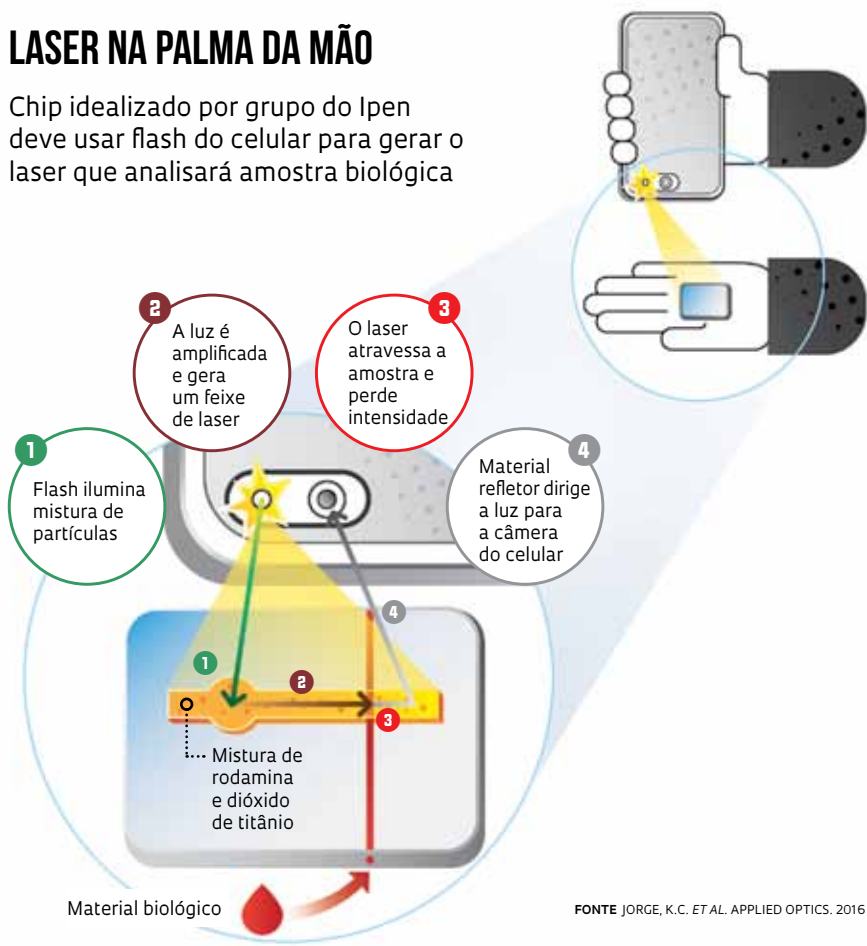 LASER NA PALMA DA MÃO
Chip idealizado por grupo do Ipen
deve usar flash do celular para gerar o
laser que analisará amostra biológica
1
Flash ilumina
mistura de
partículas
2
A luz é
amplificada
e gera
um feixe
de laser
3
O laser
atravessa a
amostra e
perde
intensidade
4
Material
refletor dirige
a luz para
a câmera
do celular
4
1
2
3
Mistura de
rodamina
e dióxido
de titânio
Material biológico
FONTE JORGE, K.C. ET AL. APPLIED OPTICS. 2016